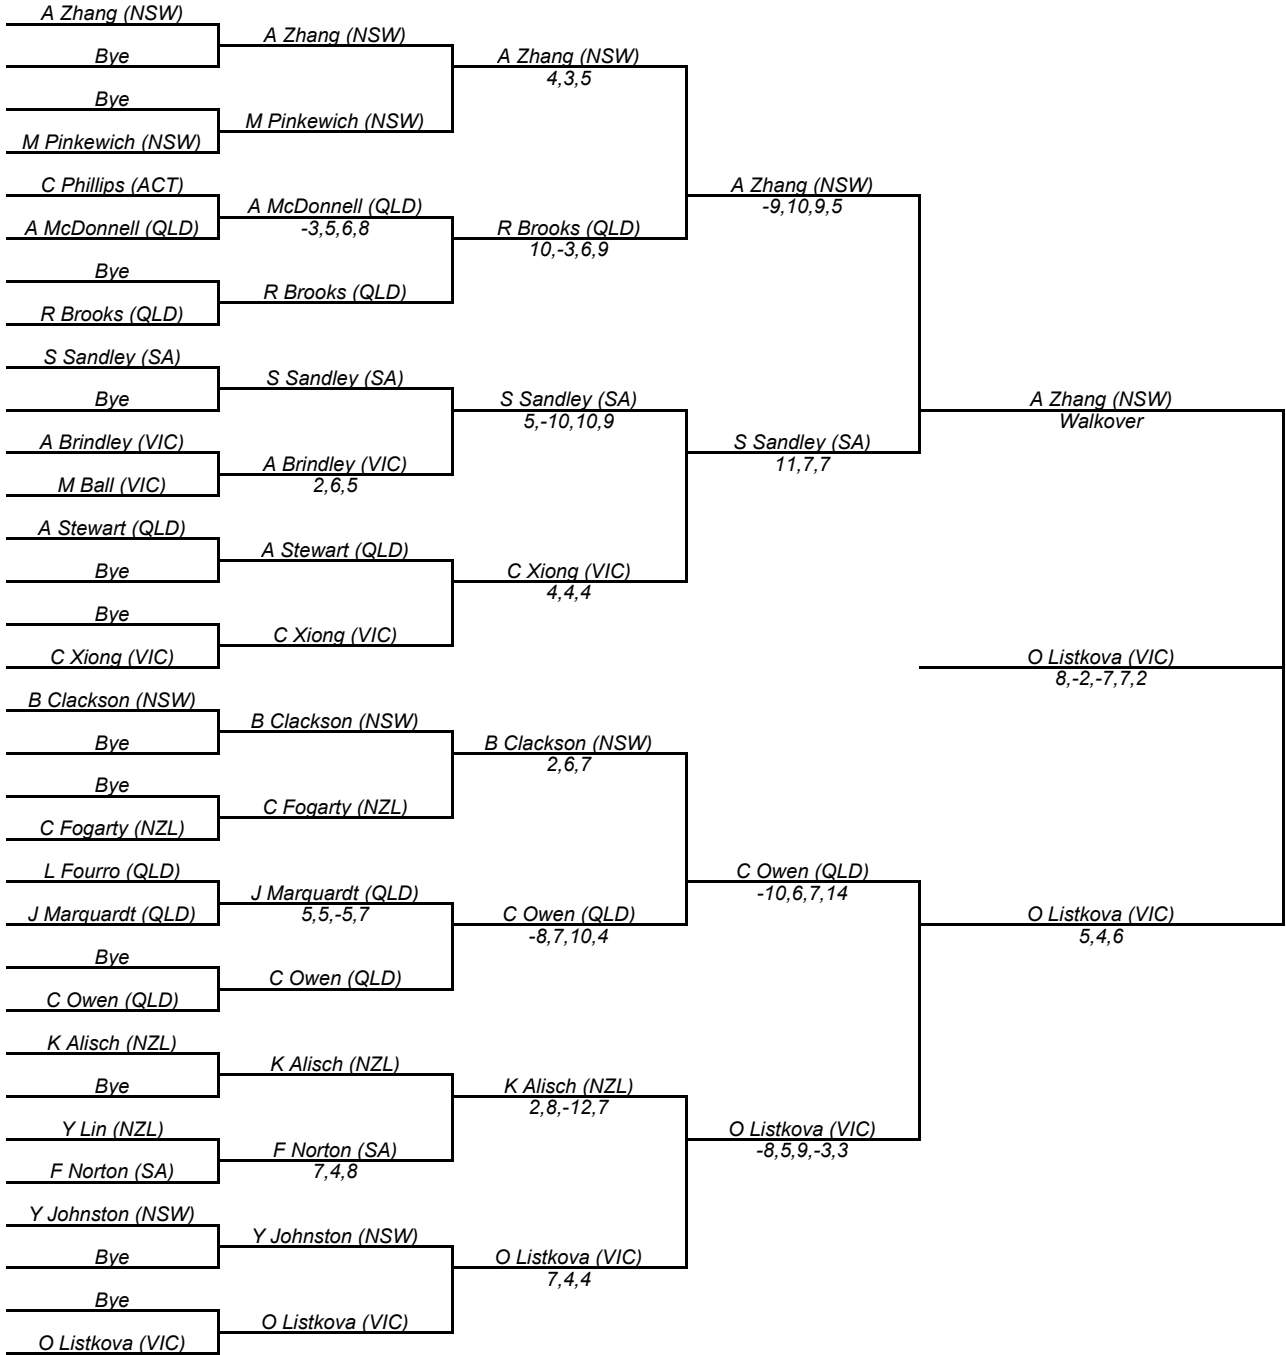 A Zhang (NSW)
Bye
Bye
M Pinkewich (NSW)
C Phillips (ACT)
A McDonnell (QLD)
Bye
R Brooks (QLD)
S Sandley (SA)
Bye
A Brindley (VIC)
M Ball (VIC)
A Stewart (QLD)
Bye
Bye
C Xiong (VIC)
B Clackson (NSW)
Bye
Bye
C Fogarty (NZL)
L Fourro (QLD)
J Marquardt (QLD)
Bye
C Owen (QLD)
K Alisch (NZL)
Bye
Y Lin (NZL)
F Norton (SA)
Y Johnston (NSW)
Bye
Bye
O Listkova (VIC)
A Zhang (NSW)
M Pinkewich (NSW)
A McDonnell (QLD)
-3,5,6,8
R Brooks (QLD)
S Sandley (SA)
A Brindley (VIC)
2,6,5
A Stewart (QLD)
C Xiong (VIC)
B Clackson (NSW)
C Fogarty (NZL)
J Marquardt (QLD)
5,5,-5,7
C Owen (QLD)
K Alisch (NZL)
F Norton (SA)
7,4,8
Y Johnston (NSW)
O Listkova (VIC)
A Zhang (NSW)
4,3,5
R Brooks (QLD)
10,-3,6,9
S Sandley (SA)
5,-10,10,9
C Xiong (VIC)
4,4,4
B Clackson (NSW)
2,6,7
C Owen (QLD)
-8,7,10,4
K Alisch (NZL)
2,8,-12,7
O Listkova (VIC)
7,4,4
A Zhang (NSW)
-9,10,9,5
S Sandley (SA)
11,7,7
C Owen (QLD)
-10,6,7,14
O Listkova (VIC)
-8,5,9,-3,3
A Zhang (NSW)
Walkover
O Listkova (VIC)
8,-2,-7,7,2
O Listkova (VIC)
5,4,6